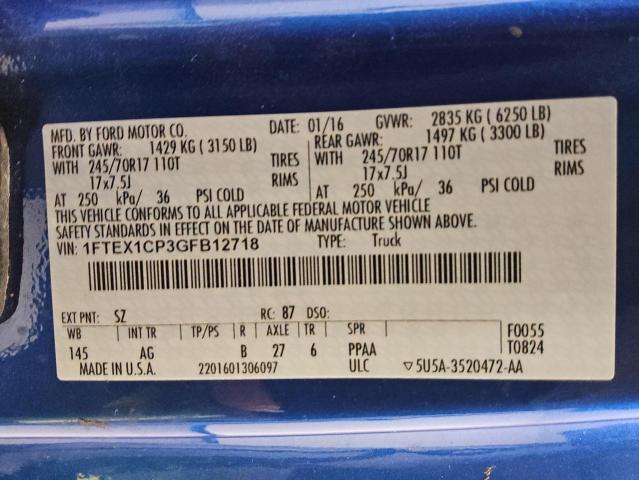 MFD. BY FORD MOTOR CO. DATE: 01/16 GVWR: 2835 KG ( 6250 LB)
FRONT GAWR: 1429 KG ( 3150 LB) REAR GAWR: 1497 KG ( 3300 LB)
WITH 245/70R17 110T TIRES WITH 245/70R17 110T TIRES
17x7.5J RIMS 17x7.5J RIMS
AT 250 kPa/ 36 PSI COLD AT 250 kPa/ 36 PSI COLD
THIS VEHICLE CONFORMS TO ALL APPLICABLE FEDERAL MOTOR VEHICLE
SAFETY STANDARDS IN EFFECT ON THE DATE OF MANUFACTURE SHOWN ABOVE.
VIN: 1FTEX1CP3GFB12718 TYPE: Truck
EXT PNT: SZ RC: 87 DSO:
WB INT TR TP/PS R AXLE TR SPR F0055
145 AG B 27 6 PPAA T0824
MADE IN U.S.A. 2201601306097 ULC ▽5U5A-3520472-AA